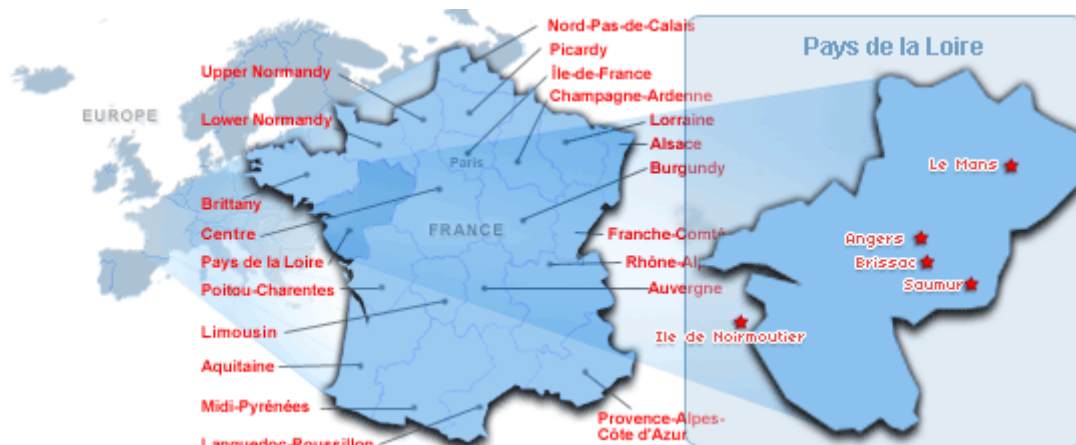 Nord-Pas-de-Calais
Picardy
Île-de-France
Champagne-Ardenne
Lorraine
Alsace
Burgundy
Franche-Comté
Rhône-Al
Auvergne
Provence-Alpes-
Côte d'Azur
Upper Normandy
Lower Normandy
Brittany
Centre
Pays de la Loire
Poitou-Charentes
Limousin
Aquitaine
Midi-Pyrénées
Languedoc-Roussillon
EUROPE
Paris
FRANCE
Pays de la Loire
Le Mans
Angers
Brissac
Saumur
Ile de Noirmoutier